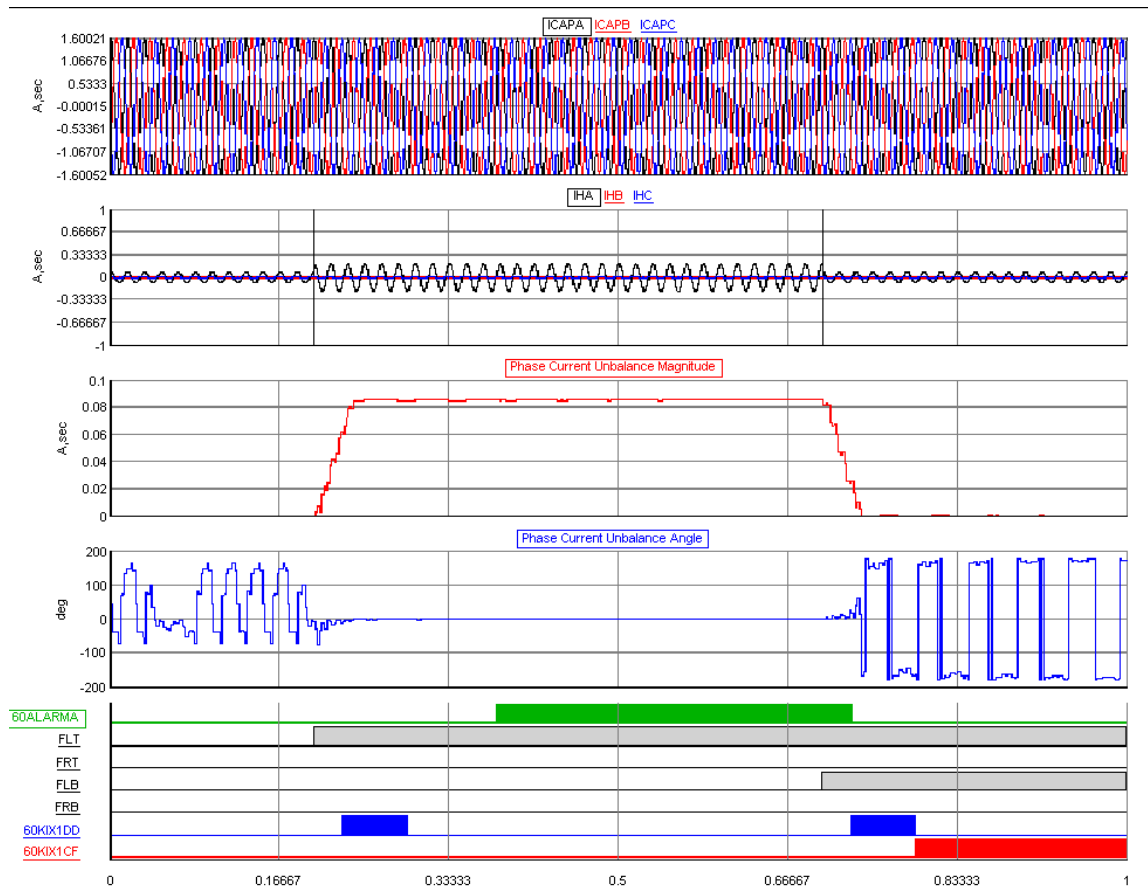 ICAPA ICAPB ICAPC
1.60021
1.06676
0.5333
-0.00015
-0.53361
-1.06707
-1.60052
A,sec
IHA IHB IHC
1
0.66667
0.33333
0
-0.33333
-0.66667
-1
A,sec
Phase Current Unbalance Magnitude
0.1
0.08
0.06
0.04
0.02
0
A,sec
Phase Current Unbalance Angle
200
100
0
-100
-200
deg
60ALARMA
FLT
FRT
FLB
FRB
60KIX1DD
60KIX1CF
0 0.16667 0.33333 0.5 0.66667 0.83333 1